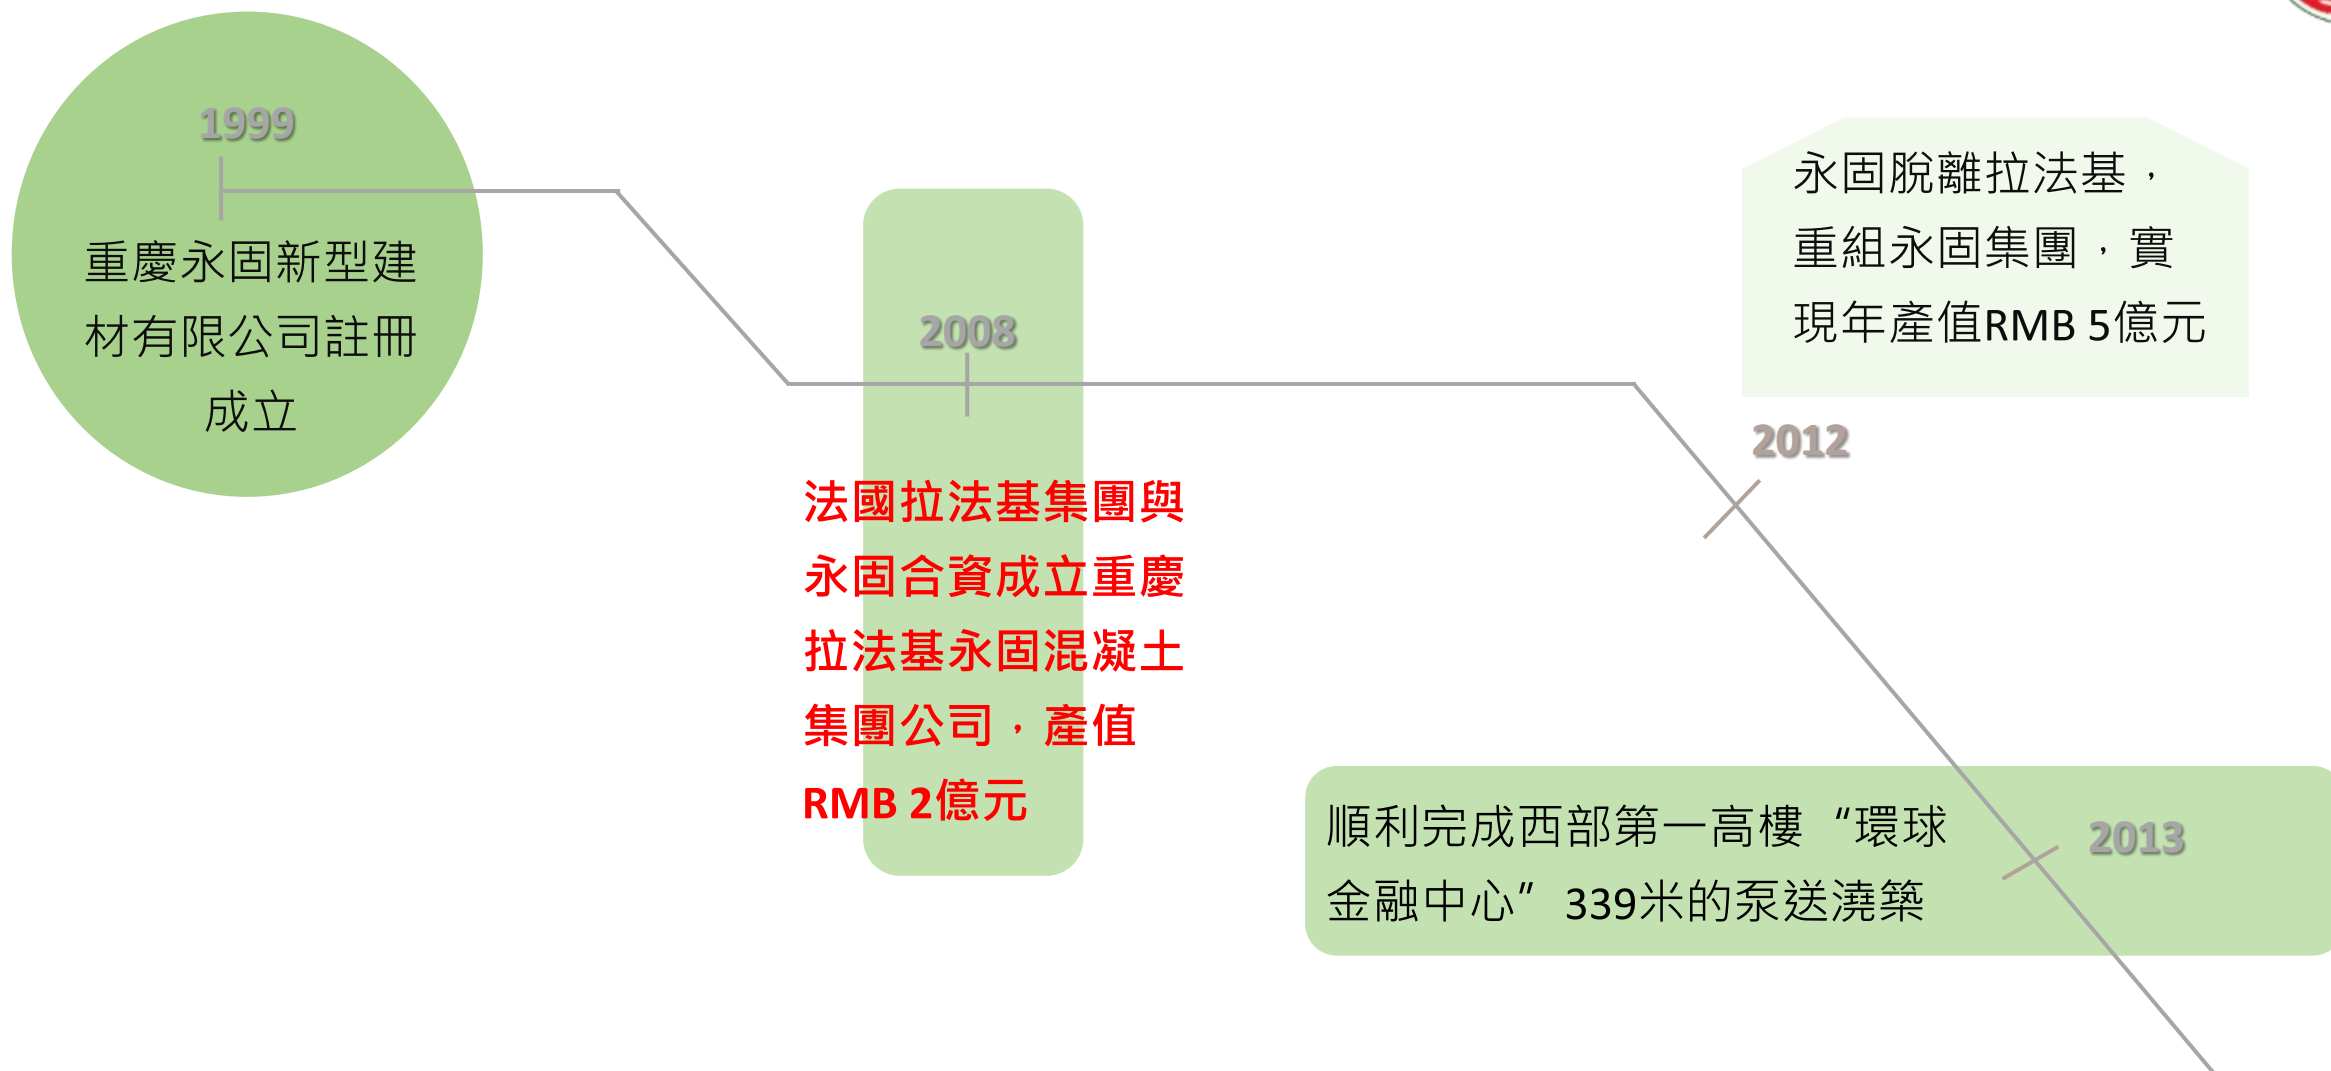 1999
重慶永固新型建
材有限公司註冊
成立
2008
法國拉法基集團與
永固合資成立重慶
拉法基永固混凝土
集團公司，產值
RMB 2億元
永固脫離拉法基，
重組永固集團，實
現年產值RMB 5億元
2012
順利完成西部第一高樓“環球
金融中心”339米的泵送澆築
2013